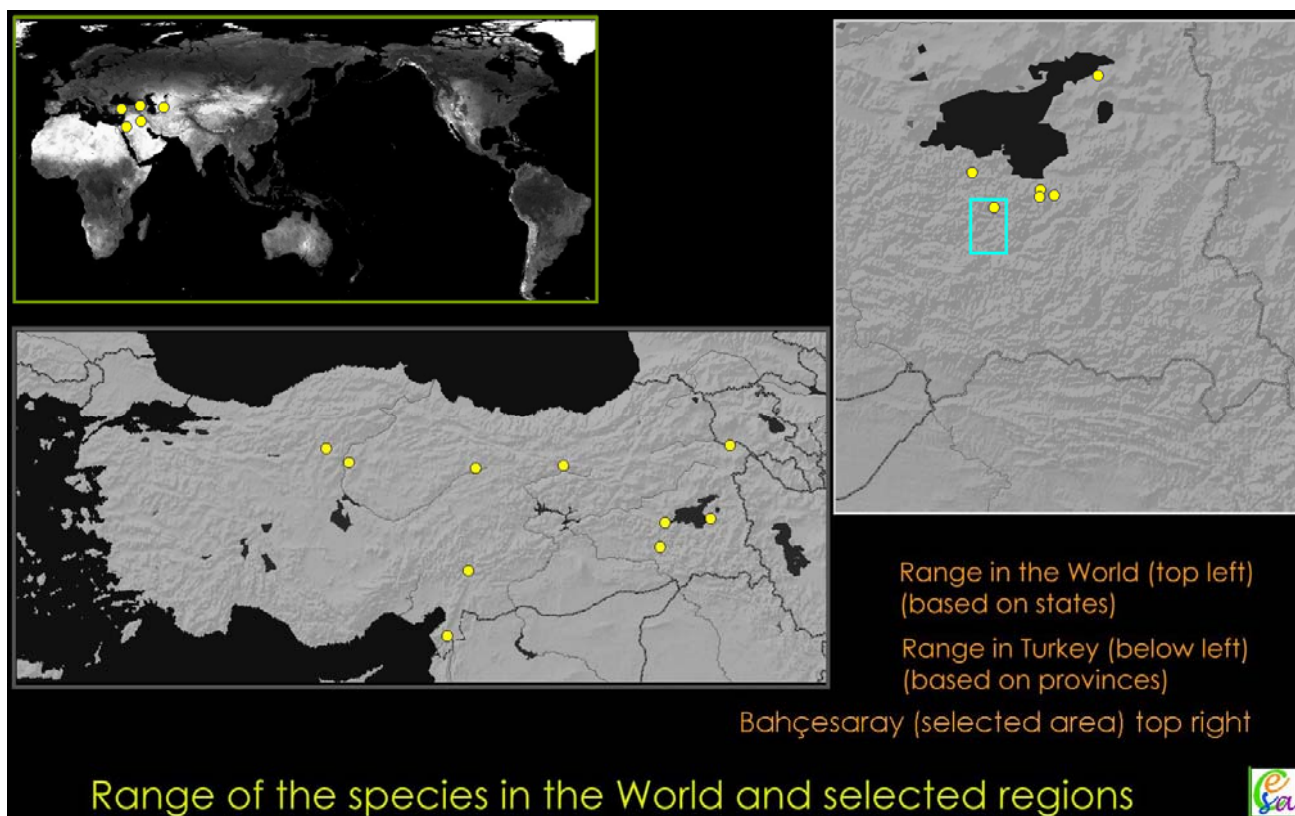 Range in the World (top left)
(based on states)
Range in Turkey (below left)
(based on provinces)
Bahçesaray (selected area) top right
Range of the species in the World and selected regions